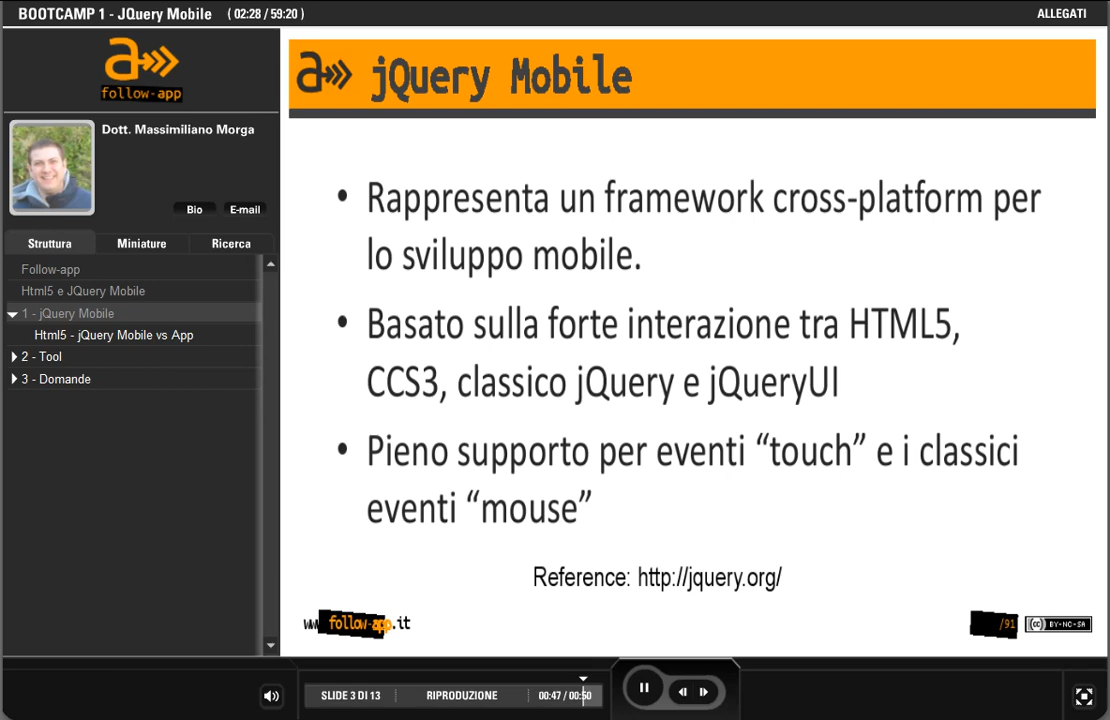 BOOTCAMP 1 - JQuery Mobile ( 02:28 / 59:20 )
ALLEGATI
a
follow-app
Dott. Massimiliano Morga
Bio E-mail
Struttura Miniature Ricerca
Follow-app
Html5 e JQuery Mobile
1 - jQuery Mobile
Html5 - jQuery Mobile vs App
2 - Tool
3 - Domande
a jQuery Mobile
• Rappresenta un framework cross-platform per
lo sviluppo mobile.
• Basato sulla forte interazione tra HTML5,
CCS3, classico jQuery e jQueryUI
• Pieno supporto per eventi “touch” e i classici
eventi “mouse”
Reference: http://jquery.org/
www.follow-app.it
/91
(cc) BY-NC-SA
SLIDE 3 DI 13 RIPRODUZIONE 00:47 / 00:50